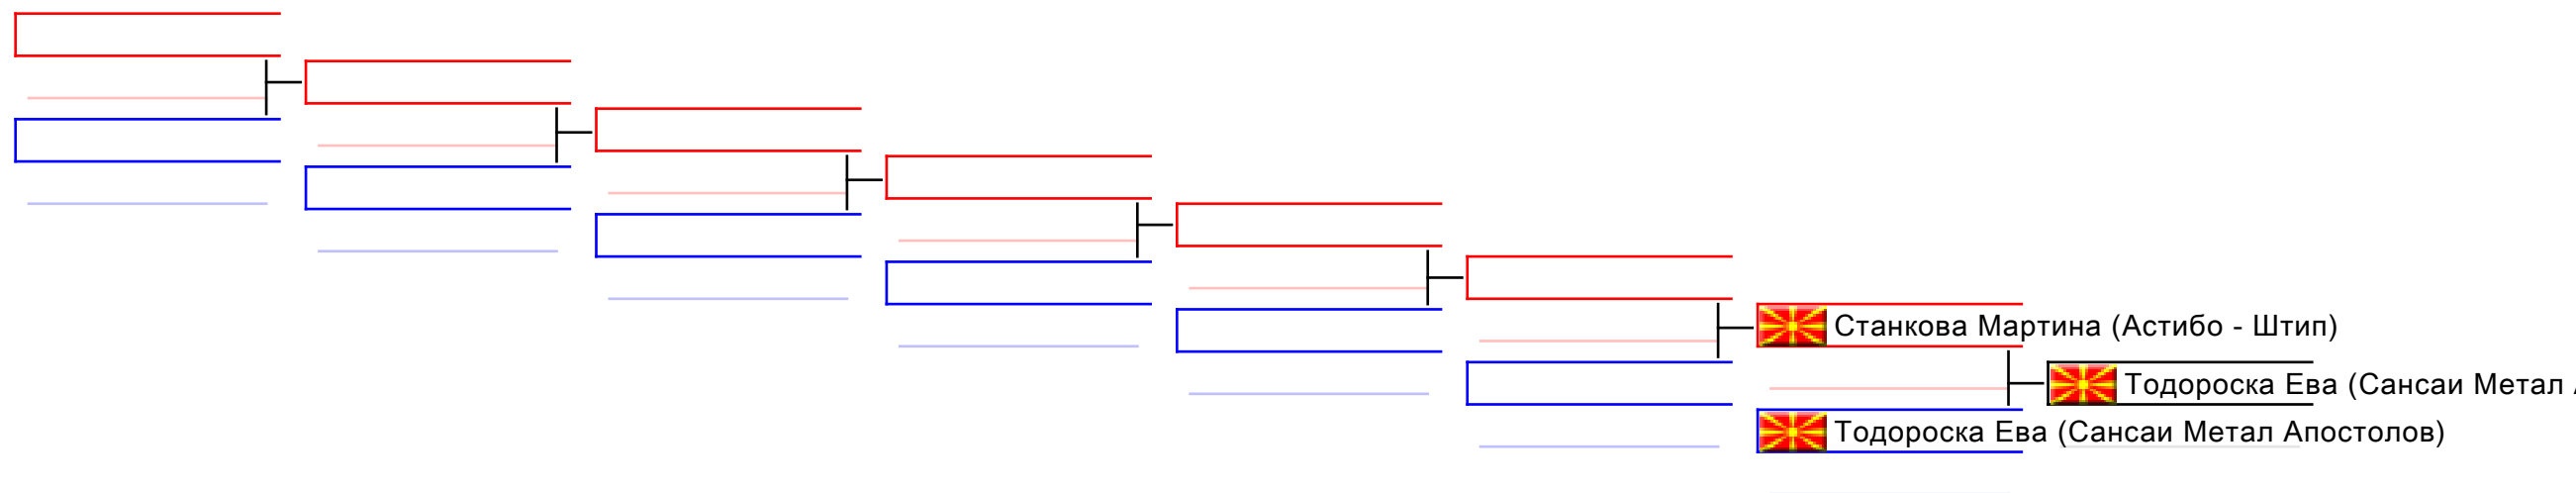 Станкова Мартина (Астибо - Штип)
Тодороска Ева (Сансаи Метал
Тодороска Ева (Сансаи Метал Апостолов)